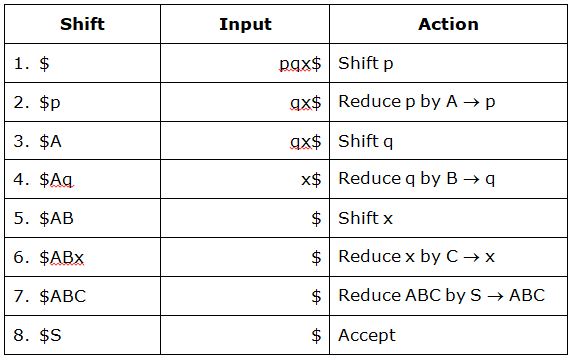 Shift Input Action
1. $ pqx$ Shift p
2. $p qx$ Reduce p by A → p
3. $A qx$ Shift q
4. $Aq x$ Reduce q by B → q
5. $AB $ Shift x
6. $ABx $ Reduce x by C → x
7. $ABC $ Reduce ABC by S → ABC
8. $S $ Accept